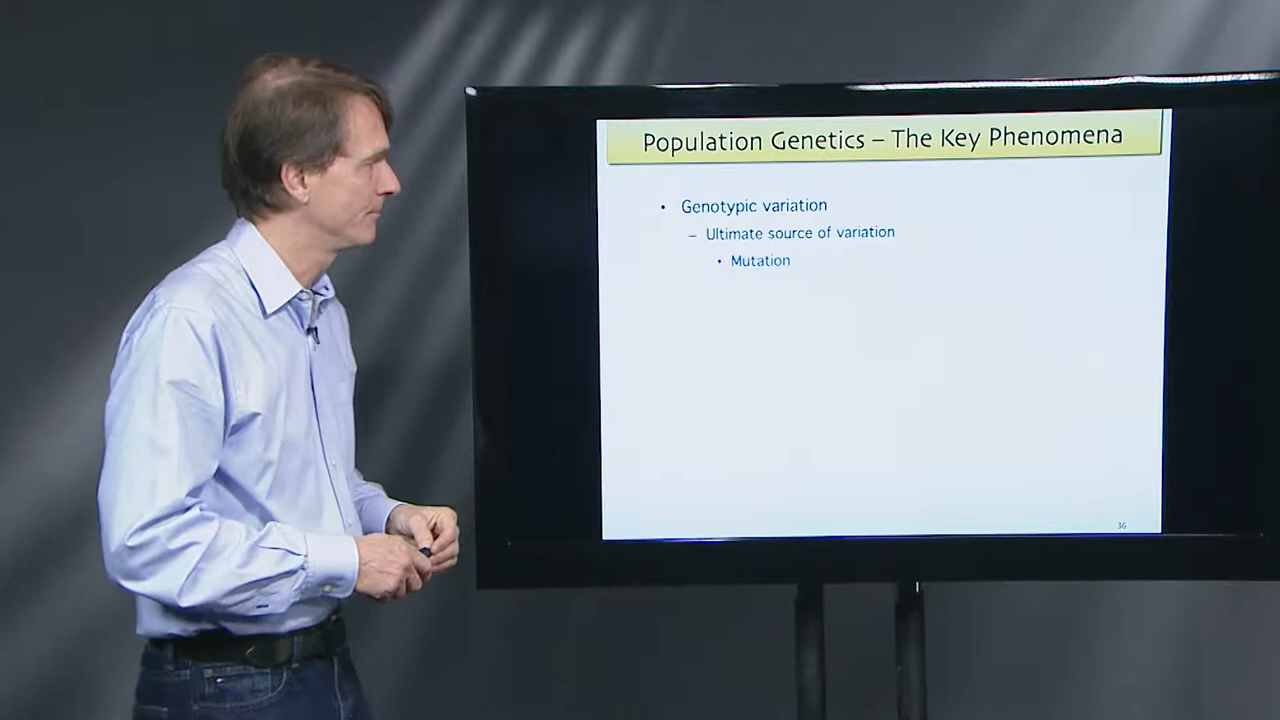 Population Genetics – The Key Phenomena
• Genotypic variation
– Ultimate source of variation
• Mutation
36